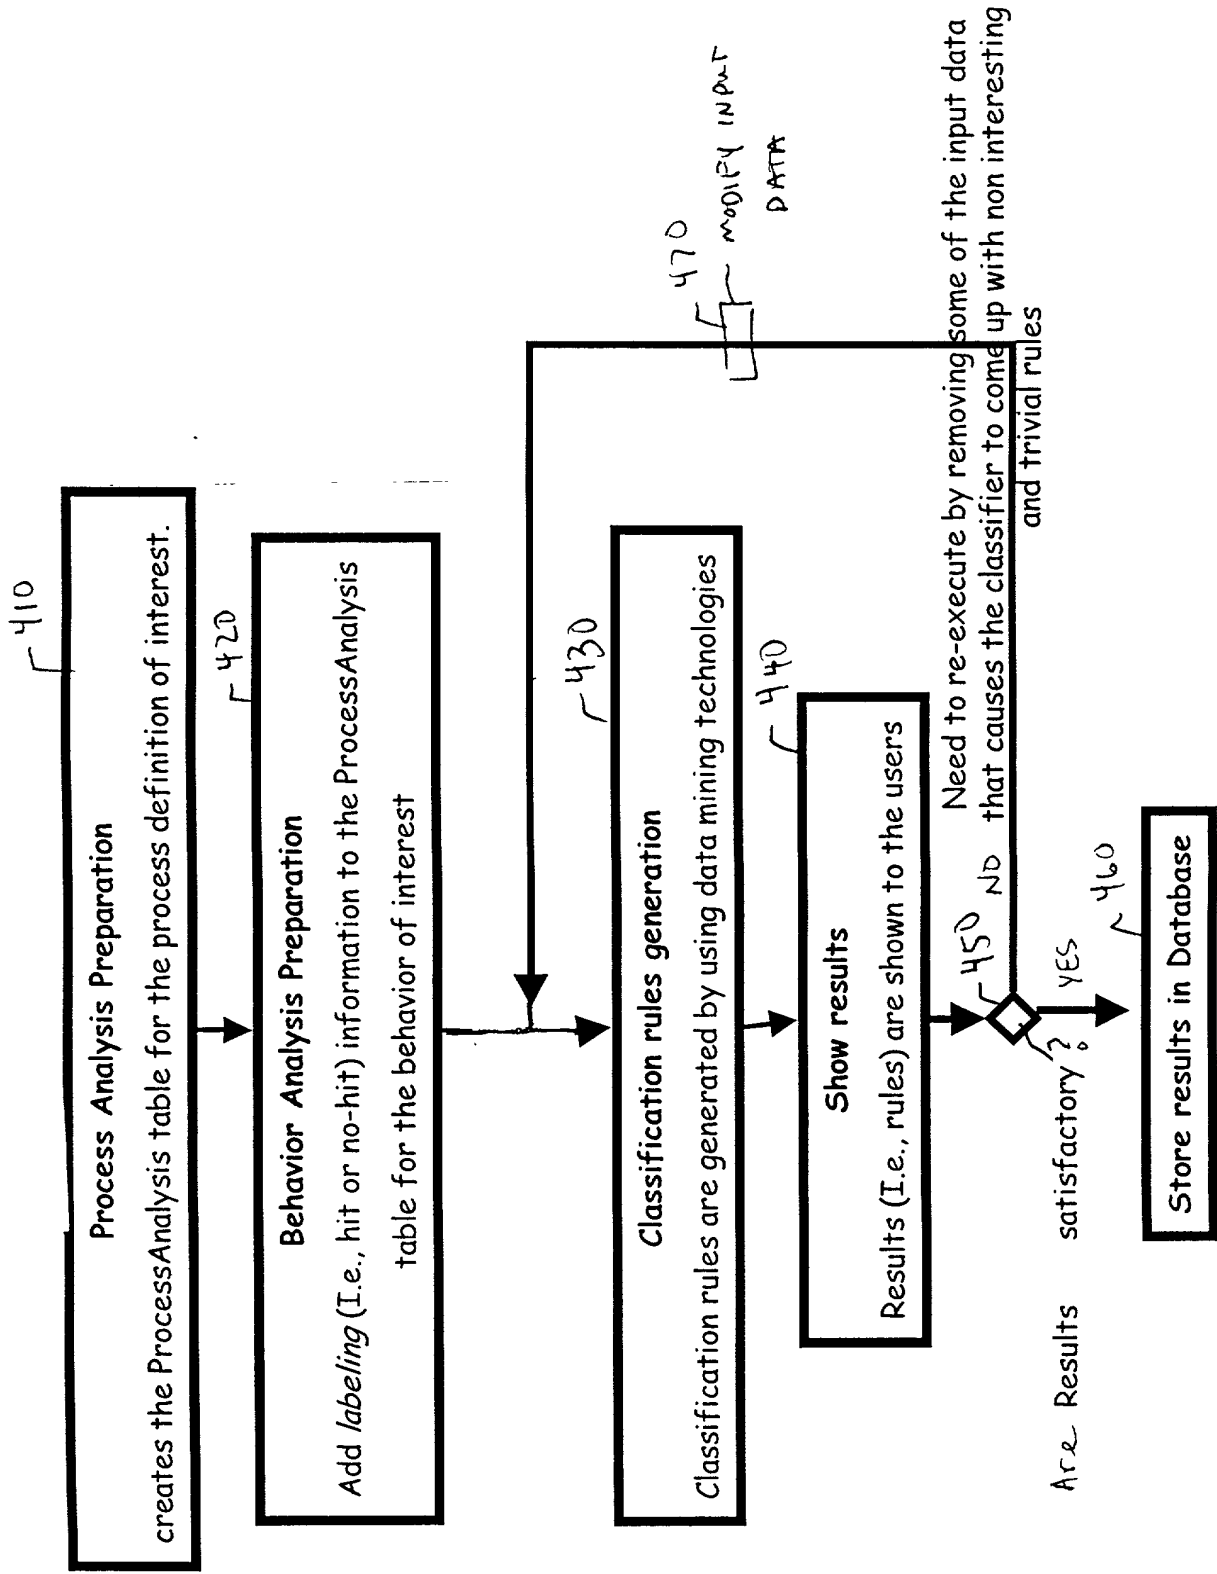 410
Process Analysis Preparation
creates the ProcessAnalysis table for the process definition of interest.
420
Behavior Analysis Preparation
Add labeling (I.e., hit or no-hit) information to the ProcessAnalysis
table for the behavior of interest
430
Classification rules generation
Classification rules are generated by using data mining technologies
470
MODIFY INPUT
DATA
440
Show results
Results (I.e., rules) are shown to the users
Need to re-execute by removing some of the input data
that causes the classifier to come up with non interesting
and trivial rules
450
NO
Are Results satisfactory?
YES
460
Store results in Database